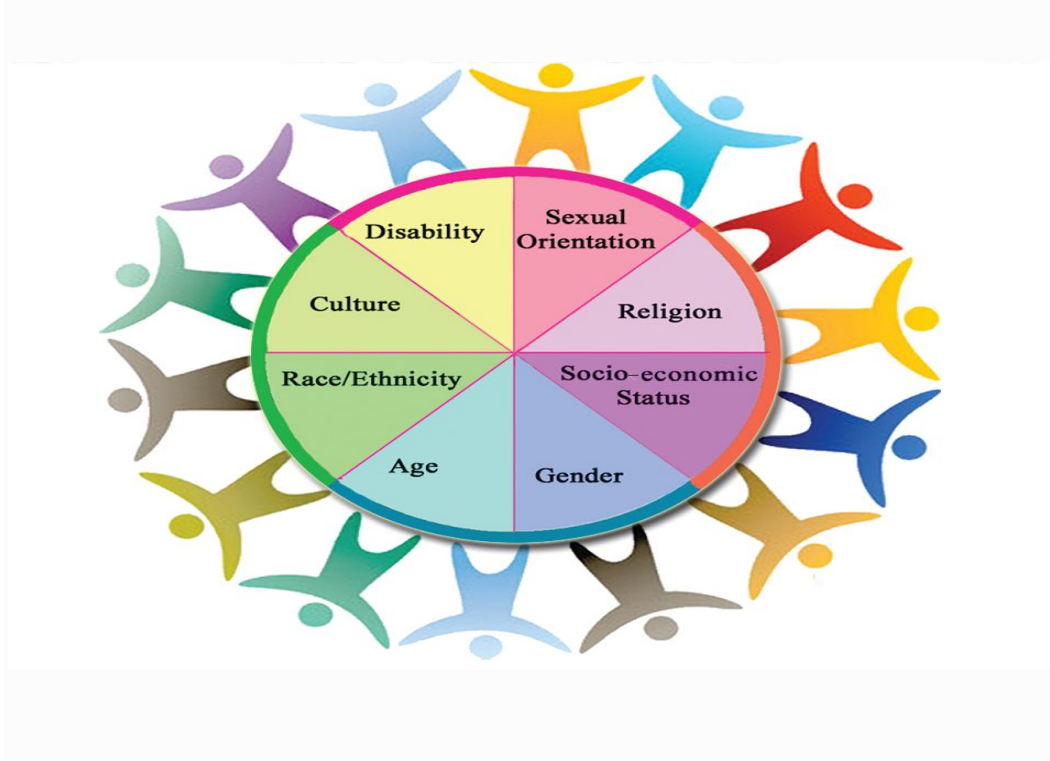 Disability
Sexual
Orientation
Culture
Religion
Race/Ethnicity
Socio-economic
Status
Age
Gender